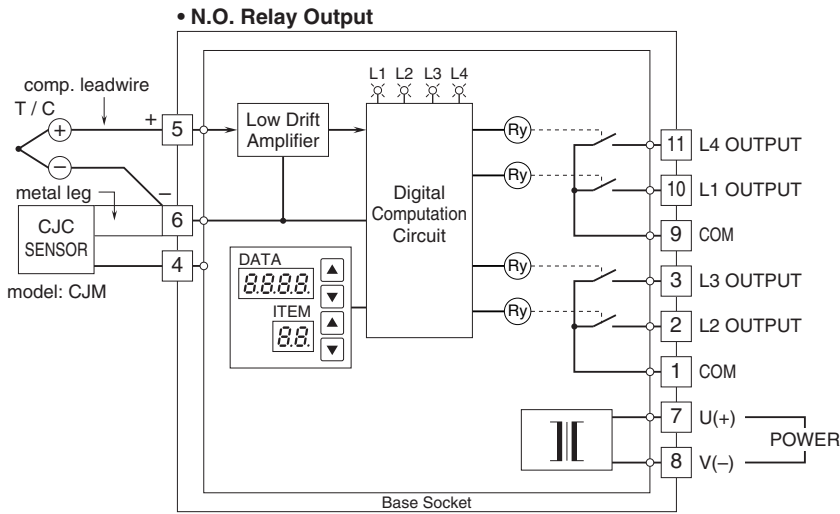 • N.O. Relay Output
L1 L2 L3 L4
comp. leadwire
T / C
+
+
5
Low Drift
Amplifier
Ry
11 L4 OUTPUT
−
−
metal leg
Ry
10 L1 OUTPUT
Digital
Computation
Circuit
6
CJC
SENSOR
9 COM
4
DATA
8.8.8.8.
▲
▼
Ry
3 L3 OUTPUT
model: CJM
ITEM
8.8.
▲
▼
Ry
2 L2 OUTPUT
1 COM
7 U(+)
POWER
8 V(–)
Base Socket